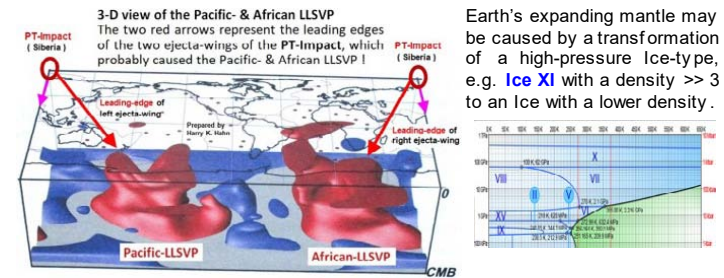 3-D view of the Pacific- & African LLSVP
The two red arrows represent the leading edges
of the two ejecta-wings of the PT-Impact, which
probably caused the Pacific- & African LLSVP !
PT-Impact
( Siberia )
PT-Impact
( Siberia )
Leading-edge of
left ejecta-wing
Prepared by
Harry K. Hahn
Leading-edge of
right ejecta-wing
0
Pacific-LLSVP
African-LLSVP
CMB
Earth's expanding mantle may
be caused by a transformation
of a high-pressure Ice-type,
e.g. Ice XI with a density >> 3
to an Ice with a lower density .
X
VIII
VII
II
V
VI
XV
IX